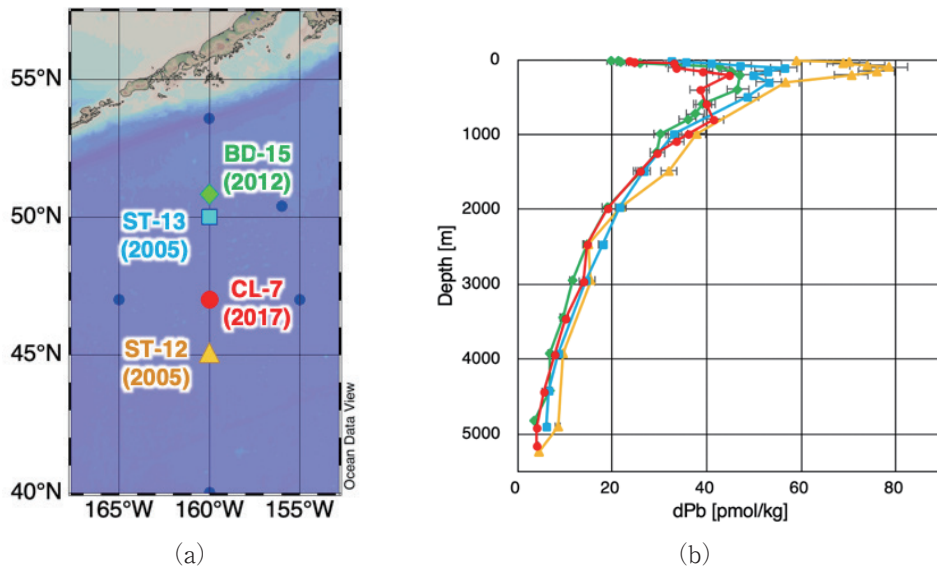 55°N
BD-15
(2012)
50°N
ST-13
(2005)
CL-7
(2017)
ST-12
(2005)
45°N
40°N
165°W
160°W
155°W
Ocean Data View
(a)
0
1000
2000
3000
4000
5000
Depth [m]
0
20
40
60
80
dPb [pmol/kg]
(b)